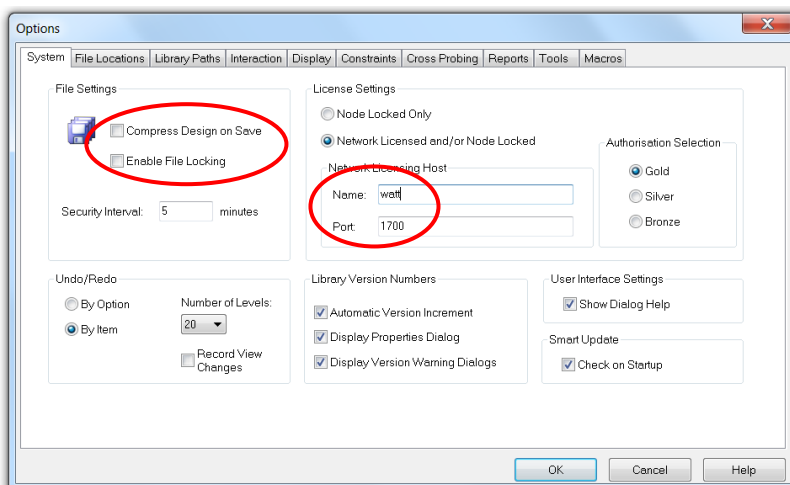 Options
System File Locations Library Paths Interaction Display Constraints Cross Probing Reports Tools Macros
File Settings
Compress Design on Save
Enable File Locking
Security Interval: 5 minutes
License Settings
Node Locked Only
Network Licensed and/or Node Locked
Network Licensing Host
Name: watt
Port: 1700
Authorisation Selection
Gold
Silver
Bronze
Undo/Redo
By Option
By Item
Number of Levels:
20
Record View
Changes
Library Version Numbers
Automatic Version Increment
Display Properties Dialog
Display Version Warning Dialogs
User Interface Settings
Show Dialog Help
Smart Update
Check on Startup
OK Cancel Help